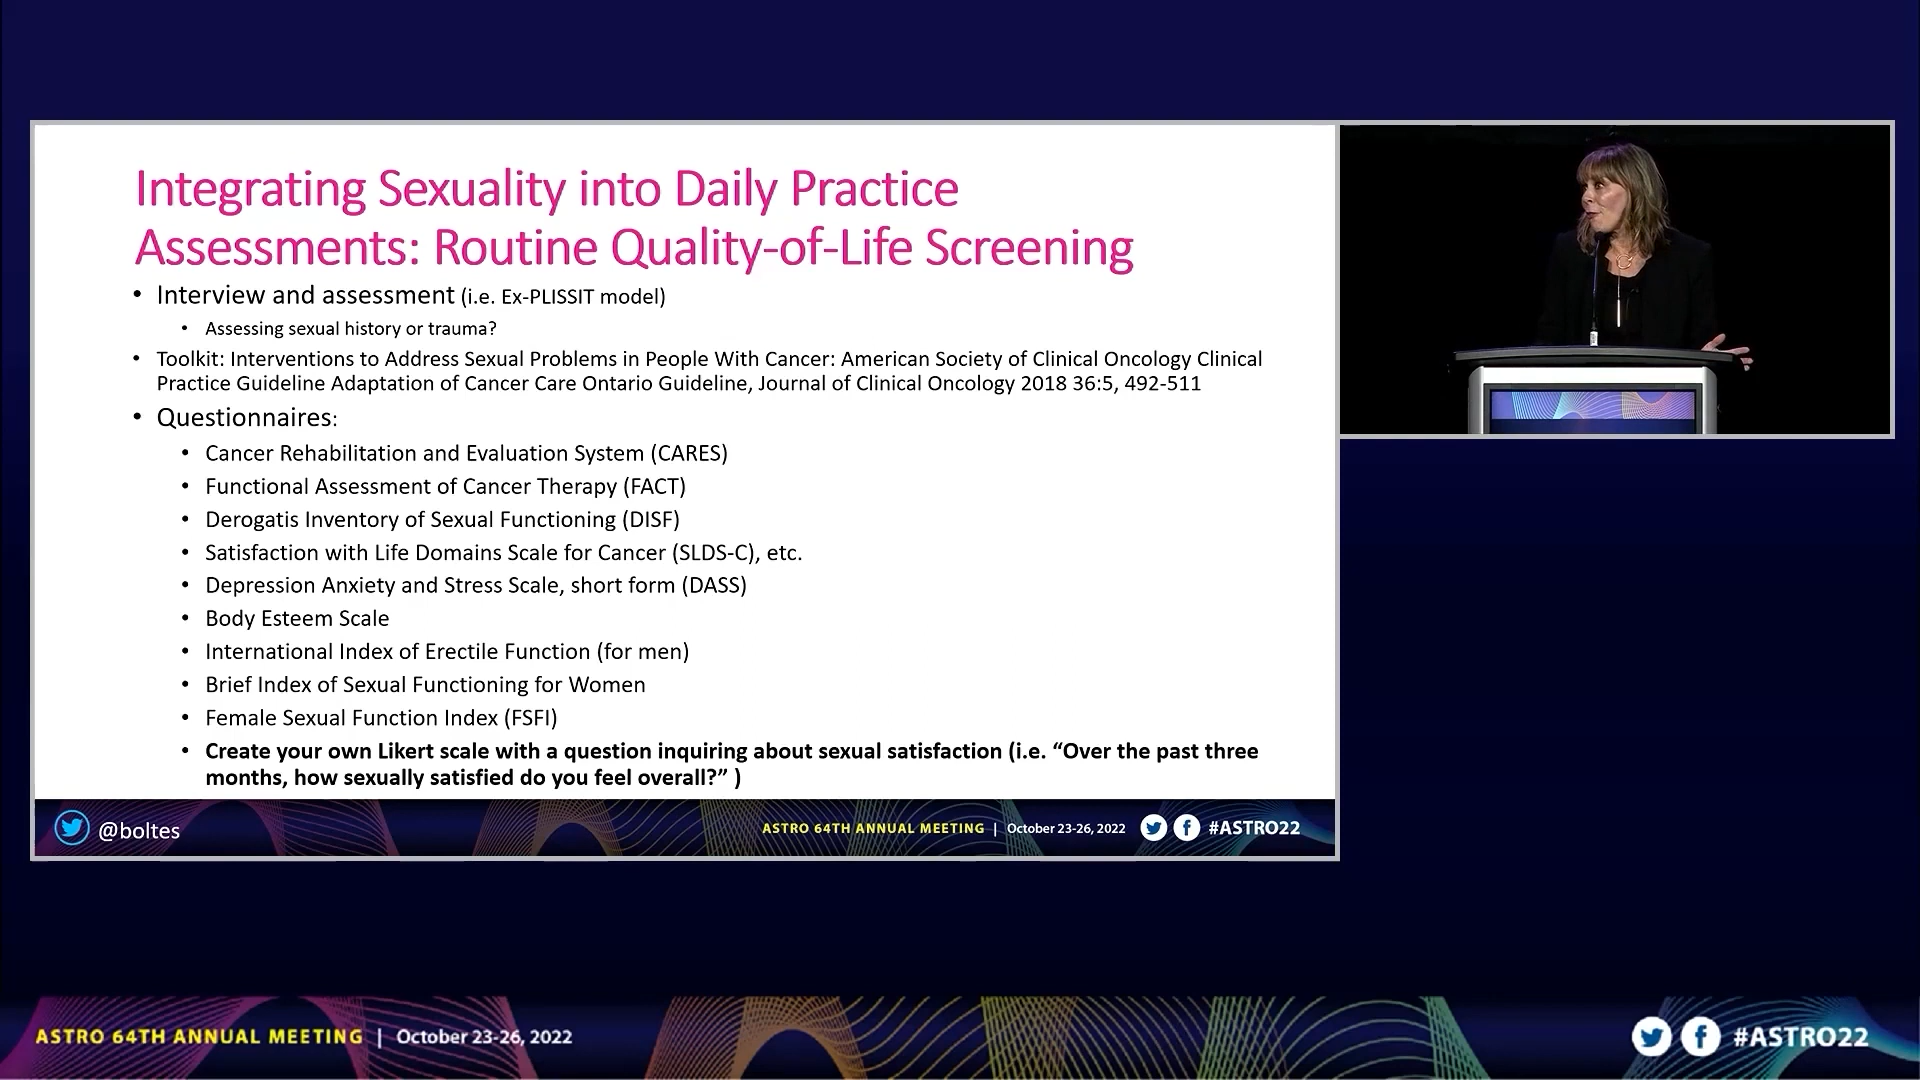 Integrating Sexuality into Daily Practice
Assessments: Routine Quality-of-Life Screening
• Interview and assessment (i.e. Ex-PLISSIT model)
• Assessing sexual history or trauma?
• Toolkit: Interventions to Address Sexual Problems in People With Cancer: American Society of Clinical Oncology Clinical
Practice Guideline Adaptation of Cancer Care Ontario Guideline, Journal of Clinical Oncology 2018 36:5, 492-511
• Questionnaires:
• Cancer Rehabilitation and Evaluation System (CARES)
• Functional Assessment of Cancer Therapy (FACT)
• Derogatis Inventory of Sexual Functioning (DISF)
• Satisfaction with Life Domains Scale for Cancer (SLDS-C), etc.
• Depression Anxiety and Stress Scale, short form (DASS)
• Body Esteem Scale
• International Index of Erectile Function (for men)
• Brief Index of Sexual Functioning for Women
• Female Sexual Function Index (FSFI)
• Create your own Likert scale with a question inquiring about sexual satisfaction (i.e. “Over the past three
months, how sexually satisfied do you feel overall?” )
@boltes
ASTRO 64TH ANNUAL MEETING | October 23-26, 2022 #ASTRO22
ASTRO 64TH ANNUAL MEETING | October 23-26, 2022
#ASTRO22